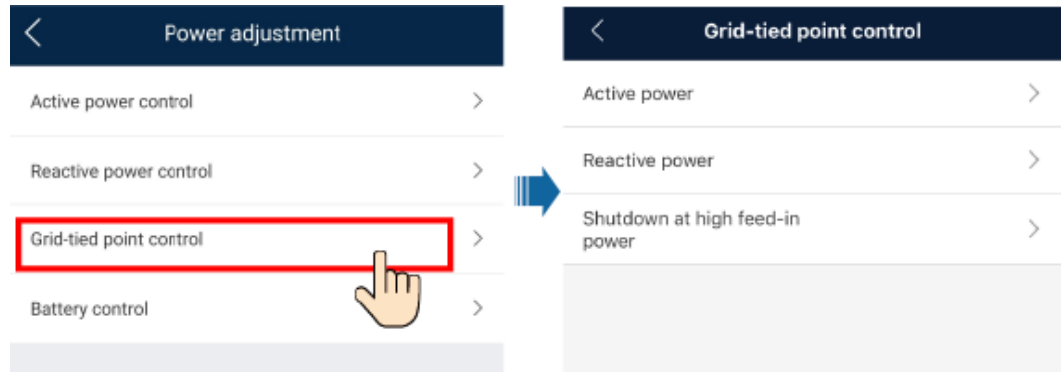 Power adjustment
Active power control
Reactive power control
Grid-tied point control
Battery control
Grid-tied point control
Active power
Reactive power
Shutdown at high feed-in
power